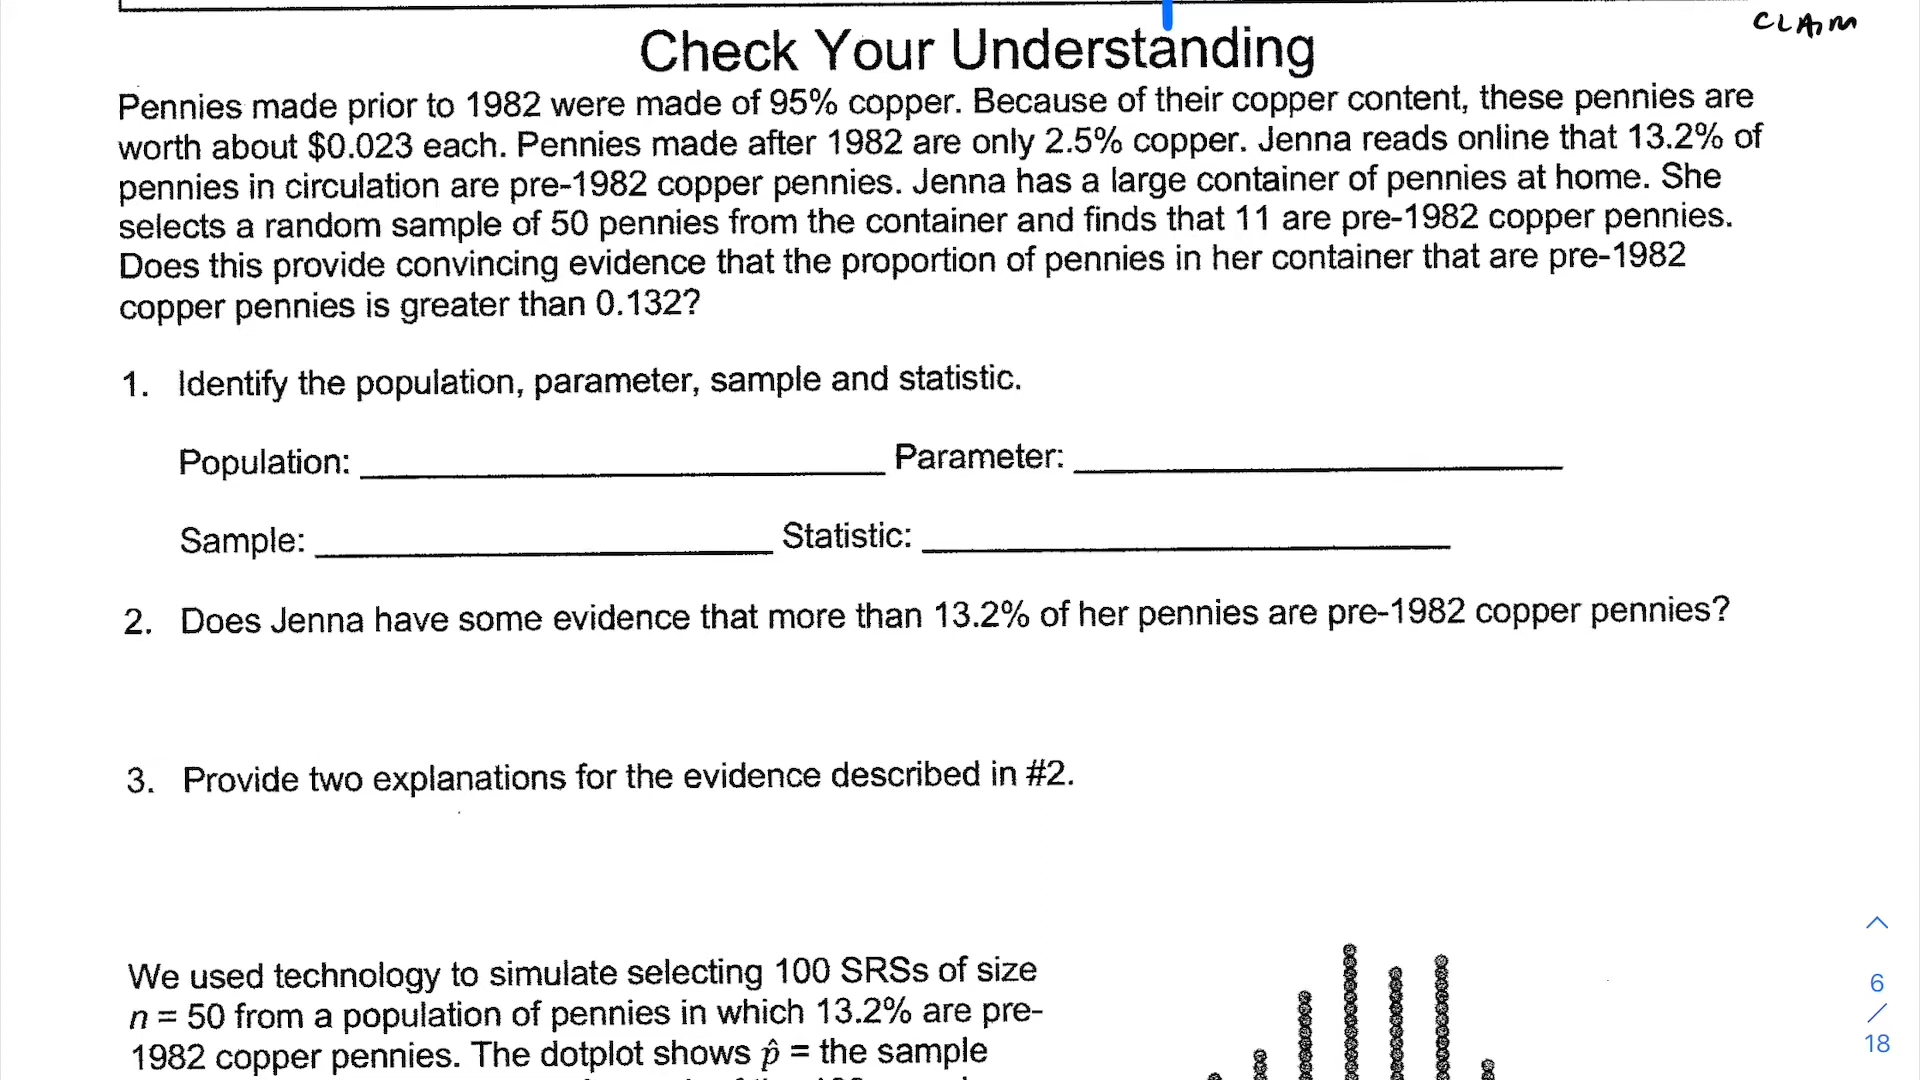 CLAIM
Check Your Understanding
Pennies made prior to 1982 were made of 95% copper. Because of their copper content, these pennies are
worth about $0.023 each. Pennies made after 1982 are only 2.5% copper. Jenna reads online that 13.2% of
pennies in circulation are pre-1982 copper pennies. Jenna has a large container of pennies at home. She
selects a random sample of 50 pennies from the container and finds that 11 are pre-1982 copper pennies.
Does this provide convincing evidence that the proportion of pennies in her container that are pre-1982
copper pennies is greater than 0.132?
1. Identify the population, parameter, sample and statistic.
Population: Parameter:
Sample: Statistic:
2. Does Jenna have some evidence that more than 13.2% of her pennies are pre-1982 copper pennies?
3. Provide two explanations for the evidence described in #2.
We used technology to simulate selecting 100 SRSs of size
n = 50 from a population of pennies in which 13.2% are pre-
1982 copper pennies. The dotplot shows p̂ = the sample
6
/
18